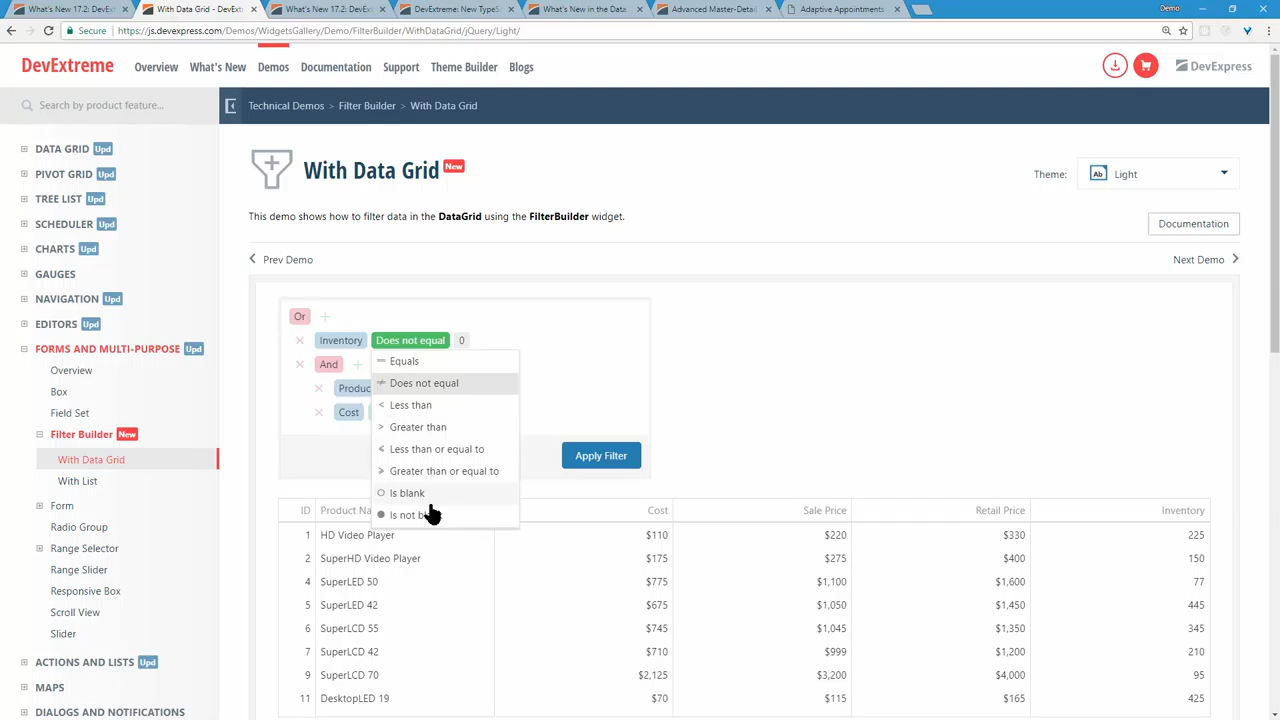 What's New 17.2: DevEx
With Data Grid - DevExtr
What's New 17.2: DevEx
DevExtreme: New TypeSc
What's New in the Data
Advanced Master-Detail
Adaptive Appointments
Demo
Secure
https://js.devexpress.com/Demos/WidgetsGallery/Demo/FilterBuilder/WithDataGrid/jQuery/Light/
DevExtreme Overview What's New Demos Documentation Support Theme Builder Blogs DevExpress
Search by product feature...
Technical Demos > Filter Builder > With Data Grid
DATA GRID Upd
PIVOT GRID Upd
TREE LIST Upd
SCHEDULER Upd
CHARTS Upd
GAUGES
NAVIGATION Upd
EDITORS Upd
FORMS AND MULTI-PURPOSE Upd
Overview
Box
Field Set
Filter Builder New
With Data Grid
With List
Form
Radio Group
Range Selector
Range Slider
Responsive Box
Scroll View
Slider
ACTIONS AND LISTS Upd
MAPS
DIALOGS AND NOTIFICATIONS
With Data Grid New
Theme: Ab Light
This demo shows how to filter data in the DataGrid using the FilterBuilder widget.
Documentation
Prev Demo Next Demo
Or
Inventory Does not equal 0
And
Produc
Cost
= Equals
≠ Does not equal
< Less than
> Greater than
≤ Less than or equal to
≥ Greater than or equal to
Is blank
Is not
Apply Filter
ID Product Cost Sale Price Retail Price Inventory
1 HD Video Player $110 $220 $330 225
2 SuperHD Video Player $175 $275 $400 150
4 SuperLED 50 $775 $1,100 $1,600 77
5 SuperLED 42 $675 $1,050 $1,450 445
6 SuperLCD 55 $745 $1,045 $1,350 345
7 SuperLCD 42 $710 $999 $1,200 210
9 SuperLCD 70 $2,125 $3,200 $4,000 95
11 DesktopLED 19 $70 $115 $165 425